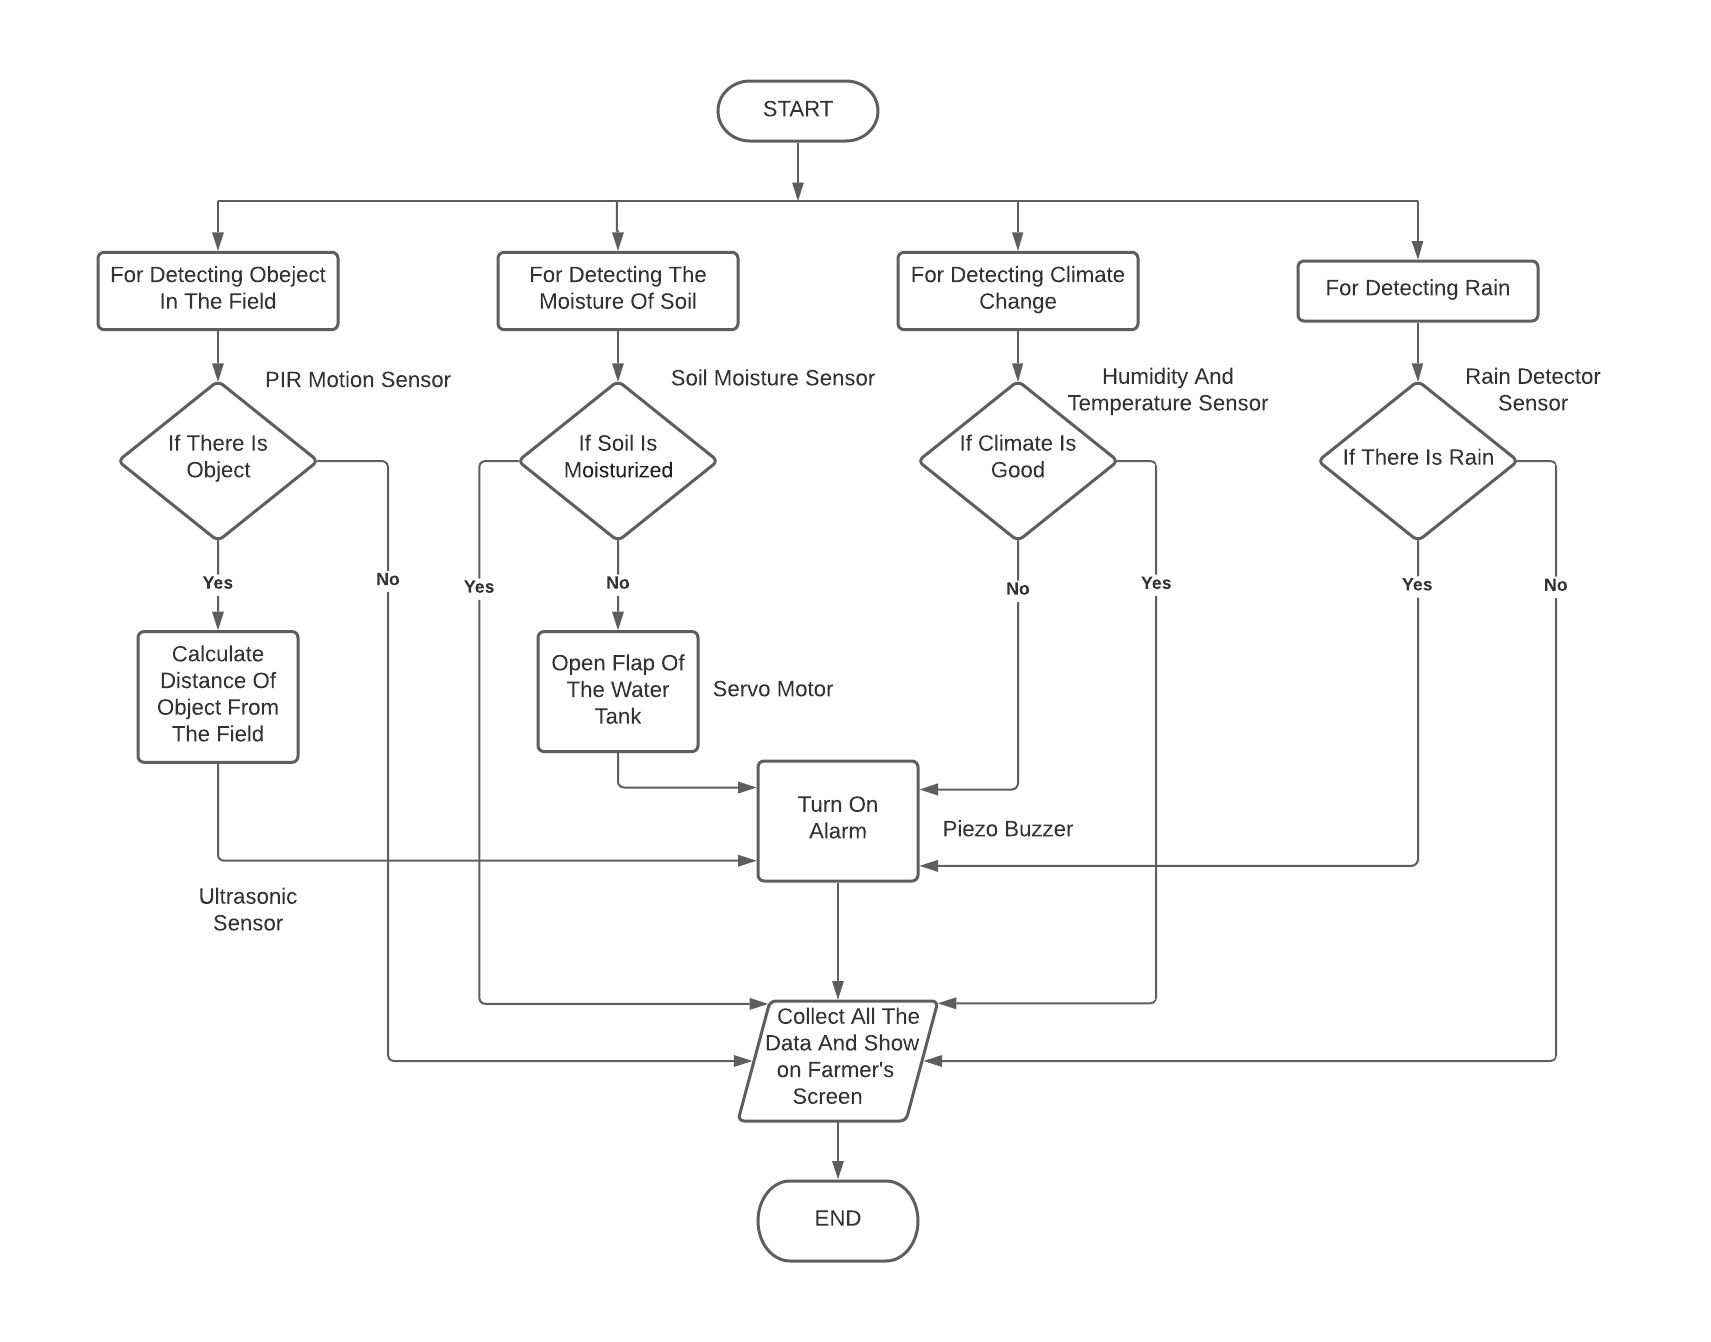 START
For Detecting Obeject
In The Field
For Detecting The
Moisture Of Soil
For Detecting Climate
Change
For Detecting Rain
PIR Motion Sensor
Soil Moisture Sensor
Humidity And
Temperature Sensor
Rain Detector
Sensor
If There Is
Object
If Soil Is
Moisturized
If Climate Is
Good
If There Is Rain
Yes
No
Yes
No
No
Yes
Yes
No
Calculate
Distance Of
Object From
The Field
Open Flap Of
The Water
Tank
Servo Motor
Turn On
Alarm
Piezo Buzzer
Ultrasonic
Sensor
Collect All The
Data And Show
on Farmer's
Screen
END